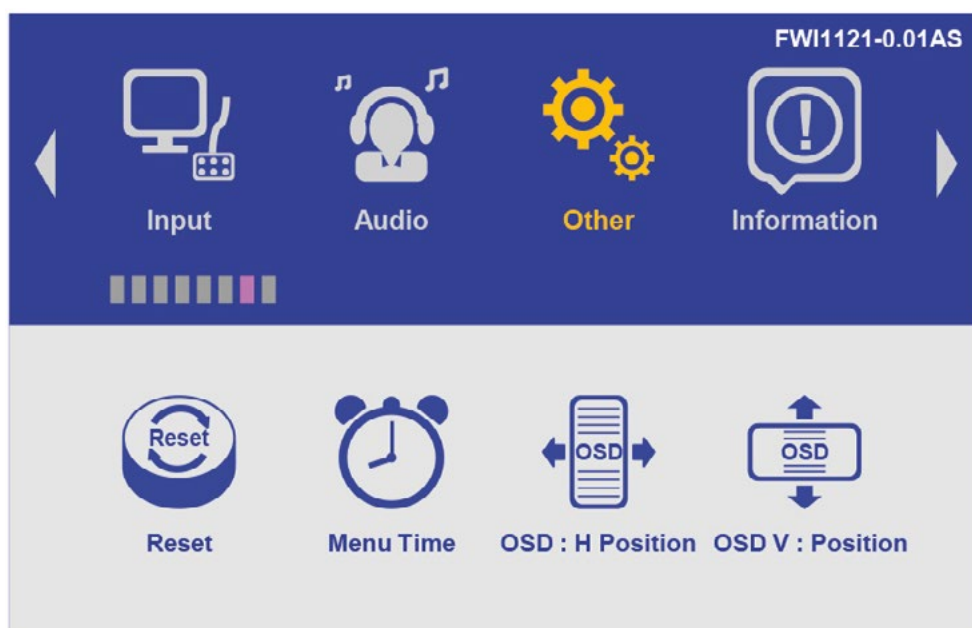 FWI1121-0.01AS
Input Audio Other Information
Reset OSD OSD
Reset Menu Time OSD : H Position OSD V : Position